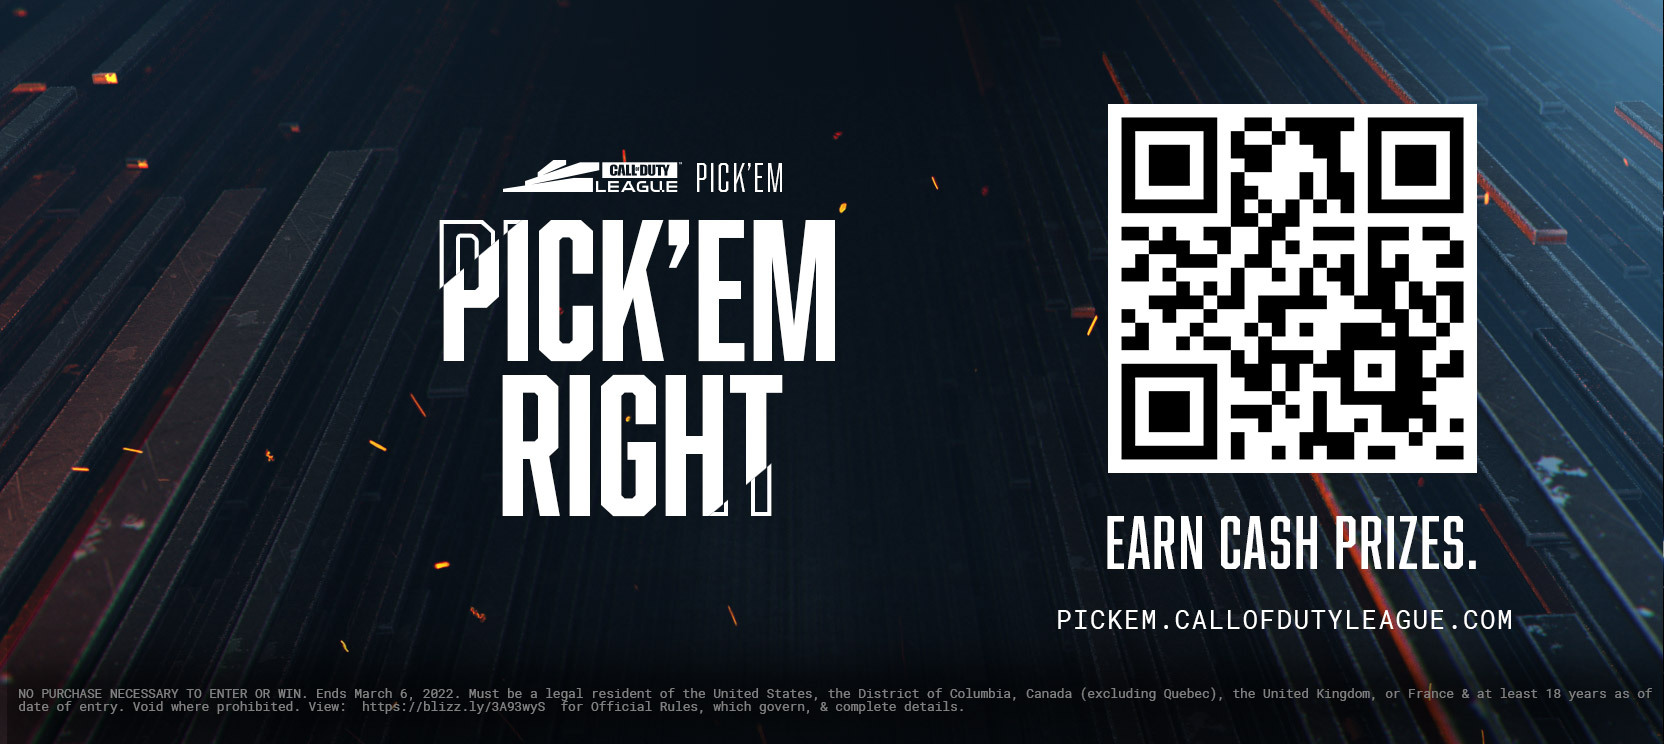 CALL OF DUTY
LEAGUE PICK'EM
PICK'EM
RIGHT
EARN CASH PRIZES.
PICKEM.CALLOFDUTYLEAGUE.COM
NO PURCHASE NECESSARY TO ENTER OR WIN. Ends March 6, 2022. Must be a legal resident of the United States, the District of Columbia, Canada (excluding Quebec), the United Kingdom, or France & at least 18 years as of
date of entry. Void where prohibited. View: https://blizz.ly/3A93wyS for Official Rules, which govern, & complete details.